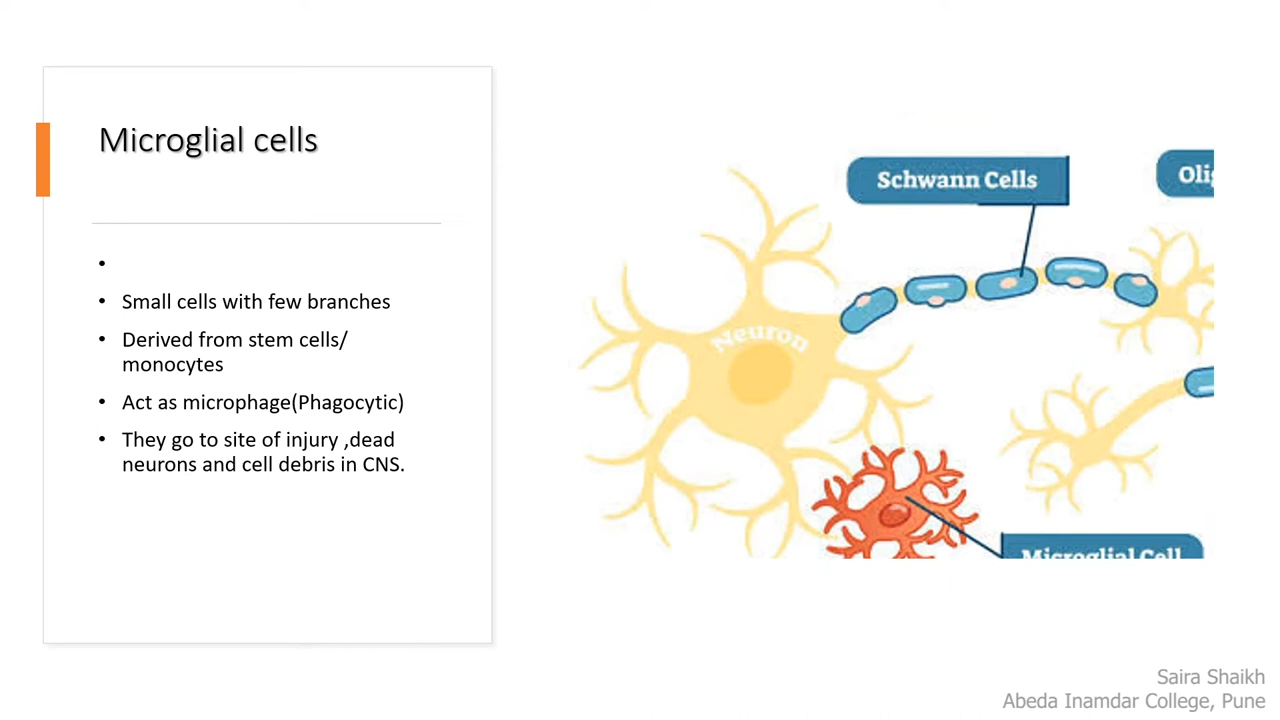 Microglial cells
•
• Small cells with few branches
• Derived from stem cells/
monocytes
• Act as microphage(Phagocytic)
• They go to site of injury ,dead
neurons and cell debris in CNS.
Schwann Cells
Oli
Neuron
Microglial Cell
Saira Shaikh
Abeda Inamdar College, Pune